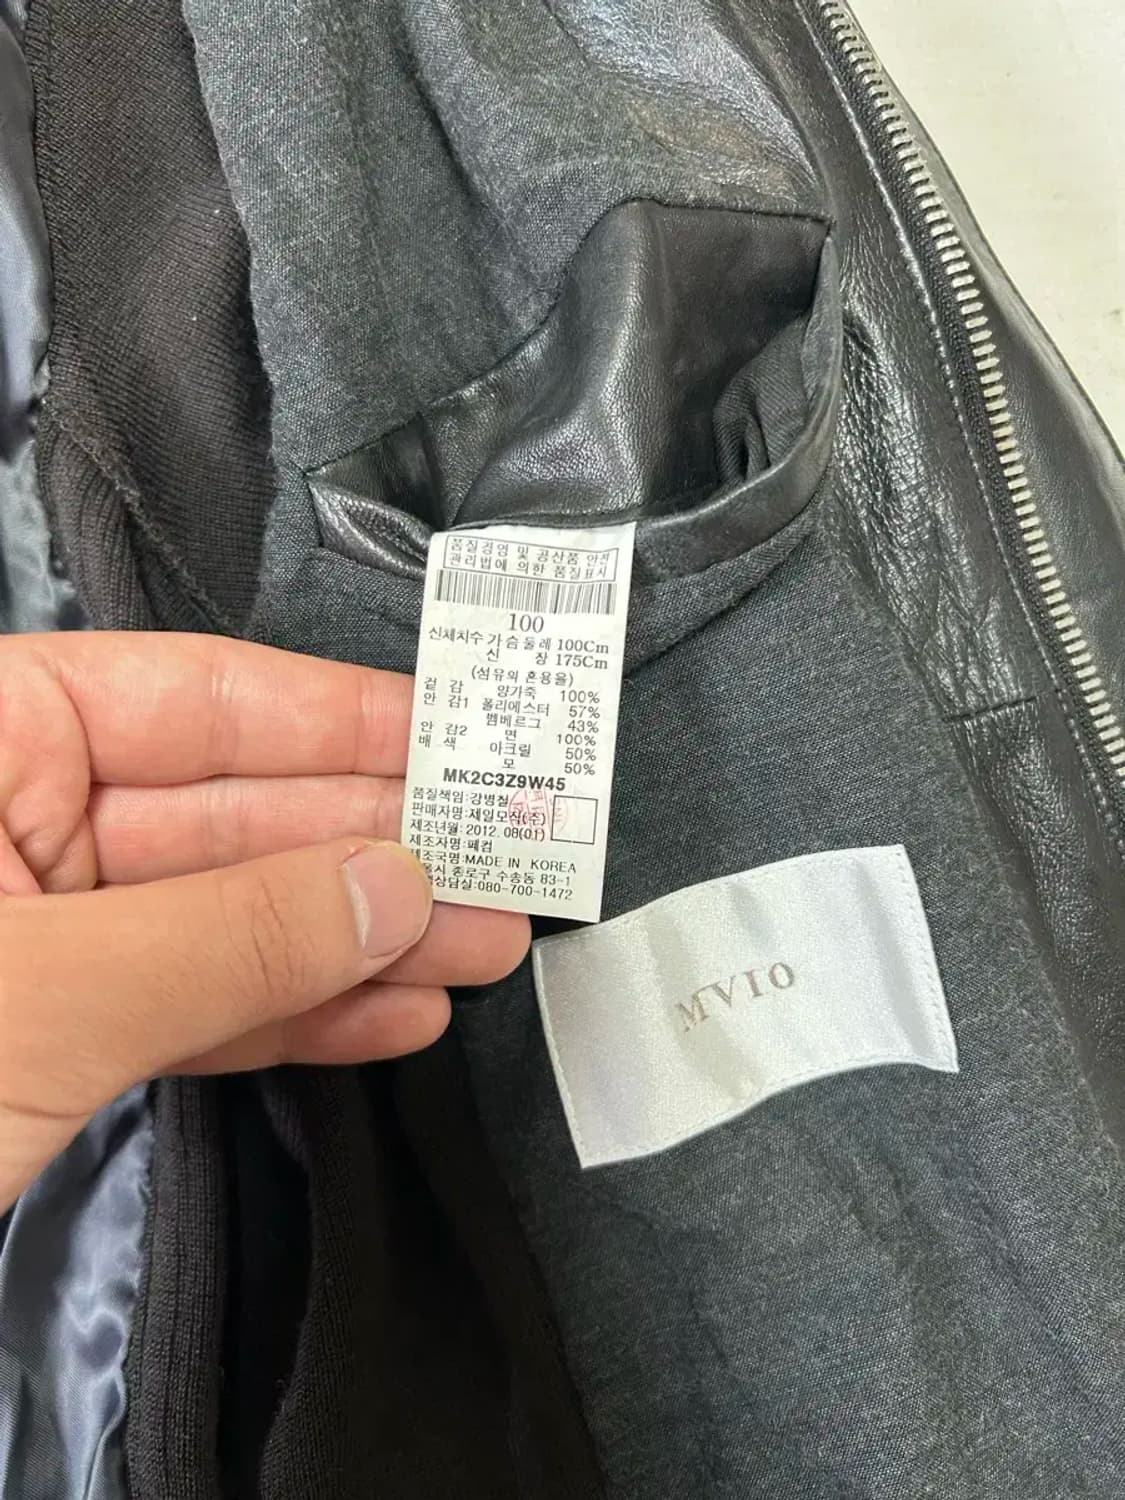 품질경영 및 공산품 안전
관리법에 의한 품질표시
100
신체치수 가슴둘레 100Cm
신 장 175Cm
(섬유의 혼용율)
겉 감 양가죽 100%
안 감1 폴리에스터 57%
뱀베르그 43%
안 감2 면 100%
배 색 아크릴 50%
모 50%
MK2C3Z9W45
품질책임:강병철
판매자명:제일모직(주)
제조년월:2012.08(01)
제조자명:페컴
제조국명:MADE IN KOREA
울시 종로구 수송동 83-1
상담실:080-700-1472
MVIO